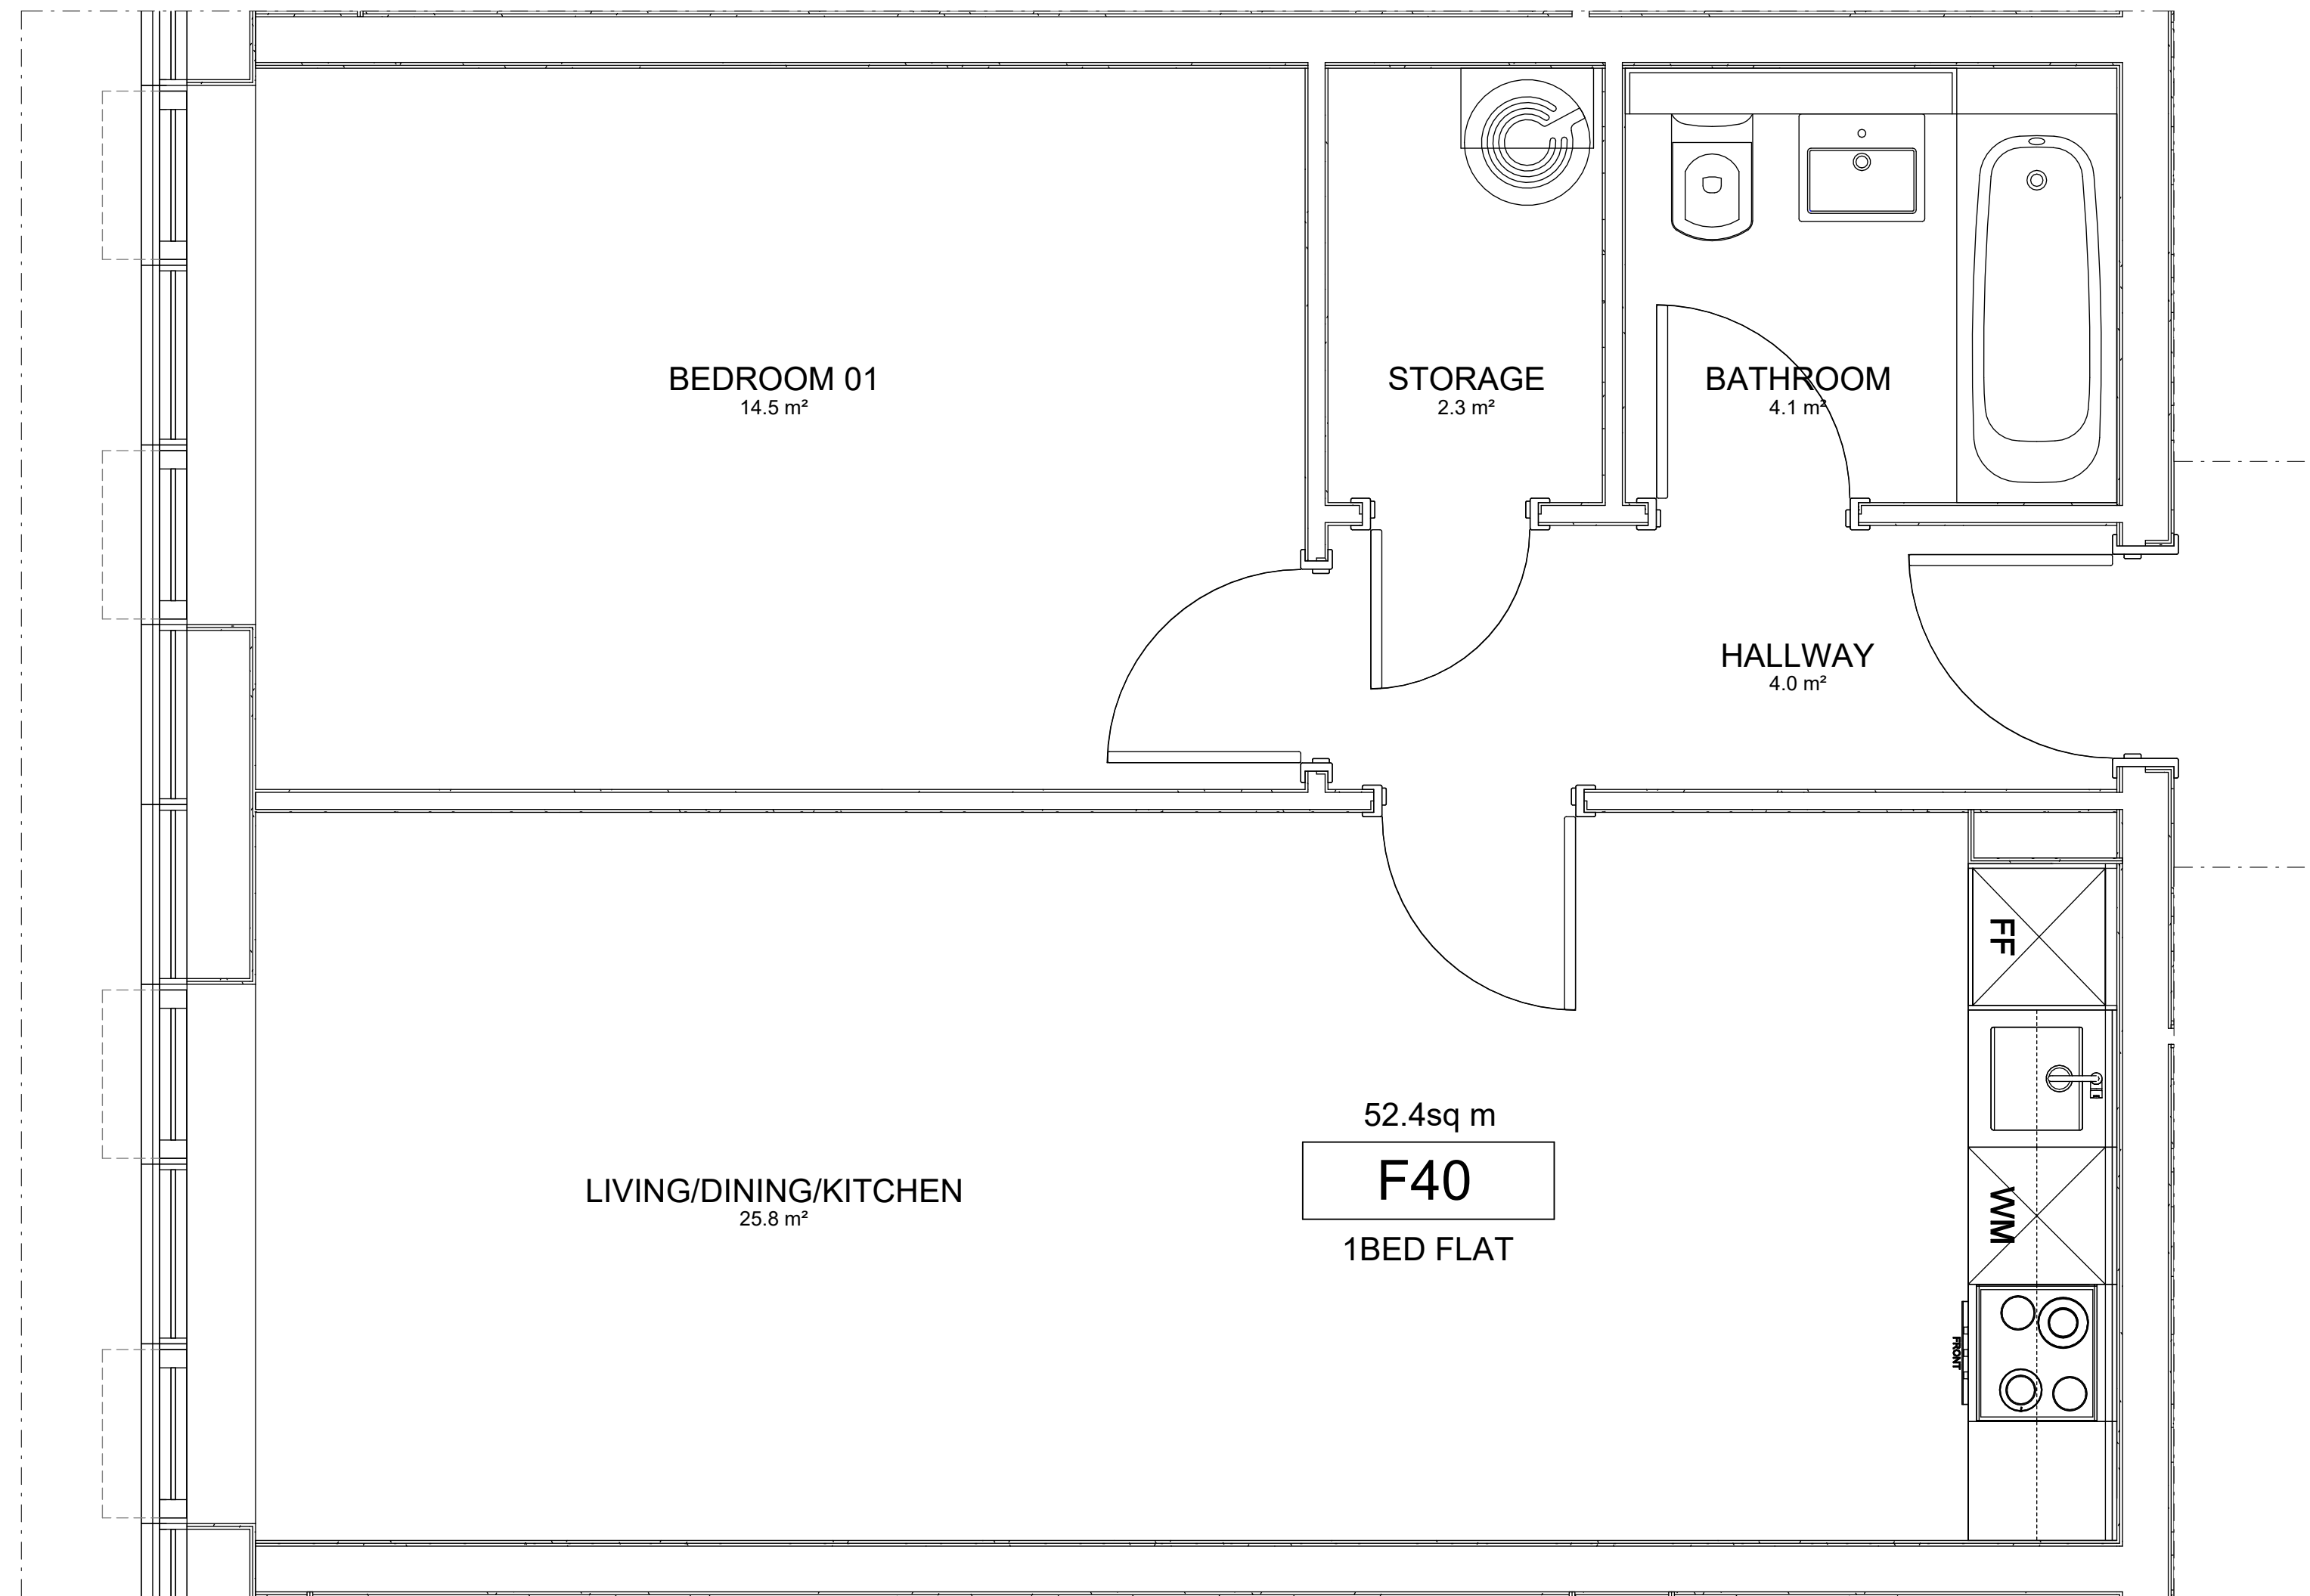 BEDROOM 01
14.5 m²
STORAGE
2.3 m²
BATHROOM
4.1 m²
HALLWAY
4.0 m²
FF
52.4sq m
F40
1BED FLAT
LIVING/DINING/KITCHEN
25.8 m²
WM
FRONT